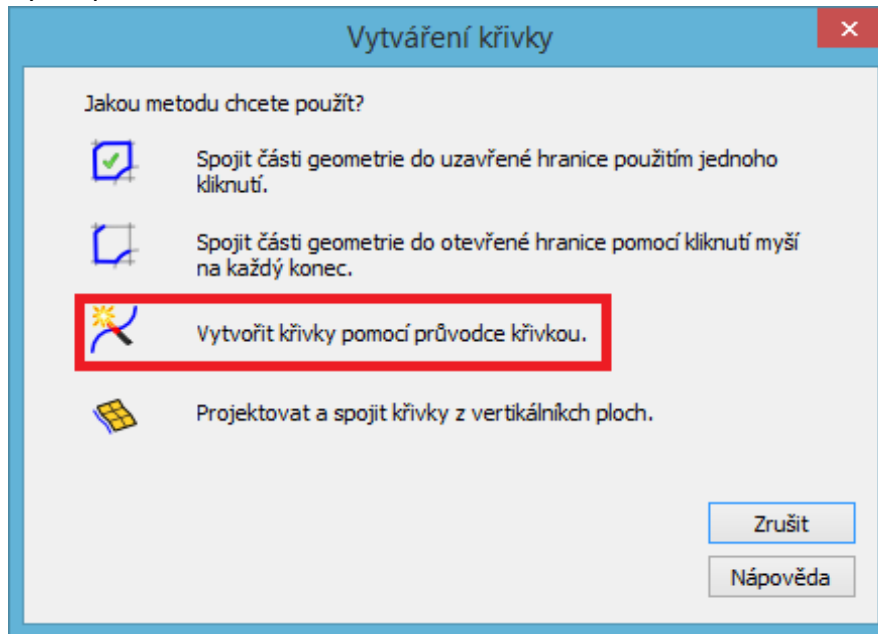 Vytváření křivky
Jakou metodu chcete použít?
Spojit části geometrie do uzavřené hranice použitím jednoho
kliknutí.
Spojit části geometrie do otevřené hranice pomocí kliknutí myší
na každý konec.
Vytvořit křivky pomocí průvodce křivkou.
Projektovat a spojit křivky z vertikálníkch ploch.
Zrušit
Nápověda